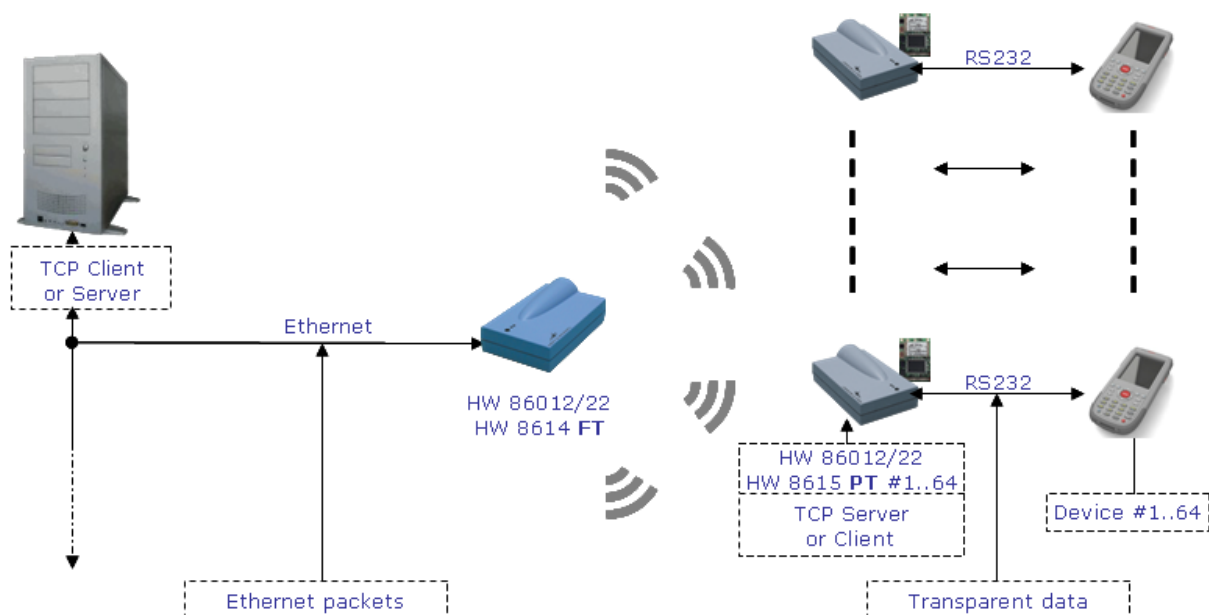 RS232
TCP Client
or Server
Ethernet
HW 86012/22
HW 8614 FT
RS232
HW 86012/22
HW 8615 PT #1..64
TCP Server
or Client
Device #1..64
Ethernet packets
Transparent data